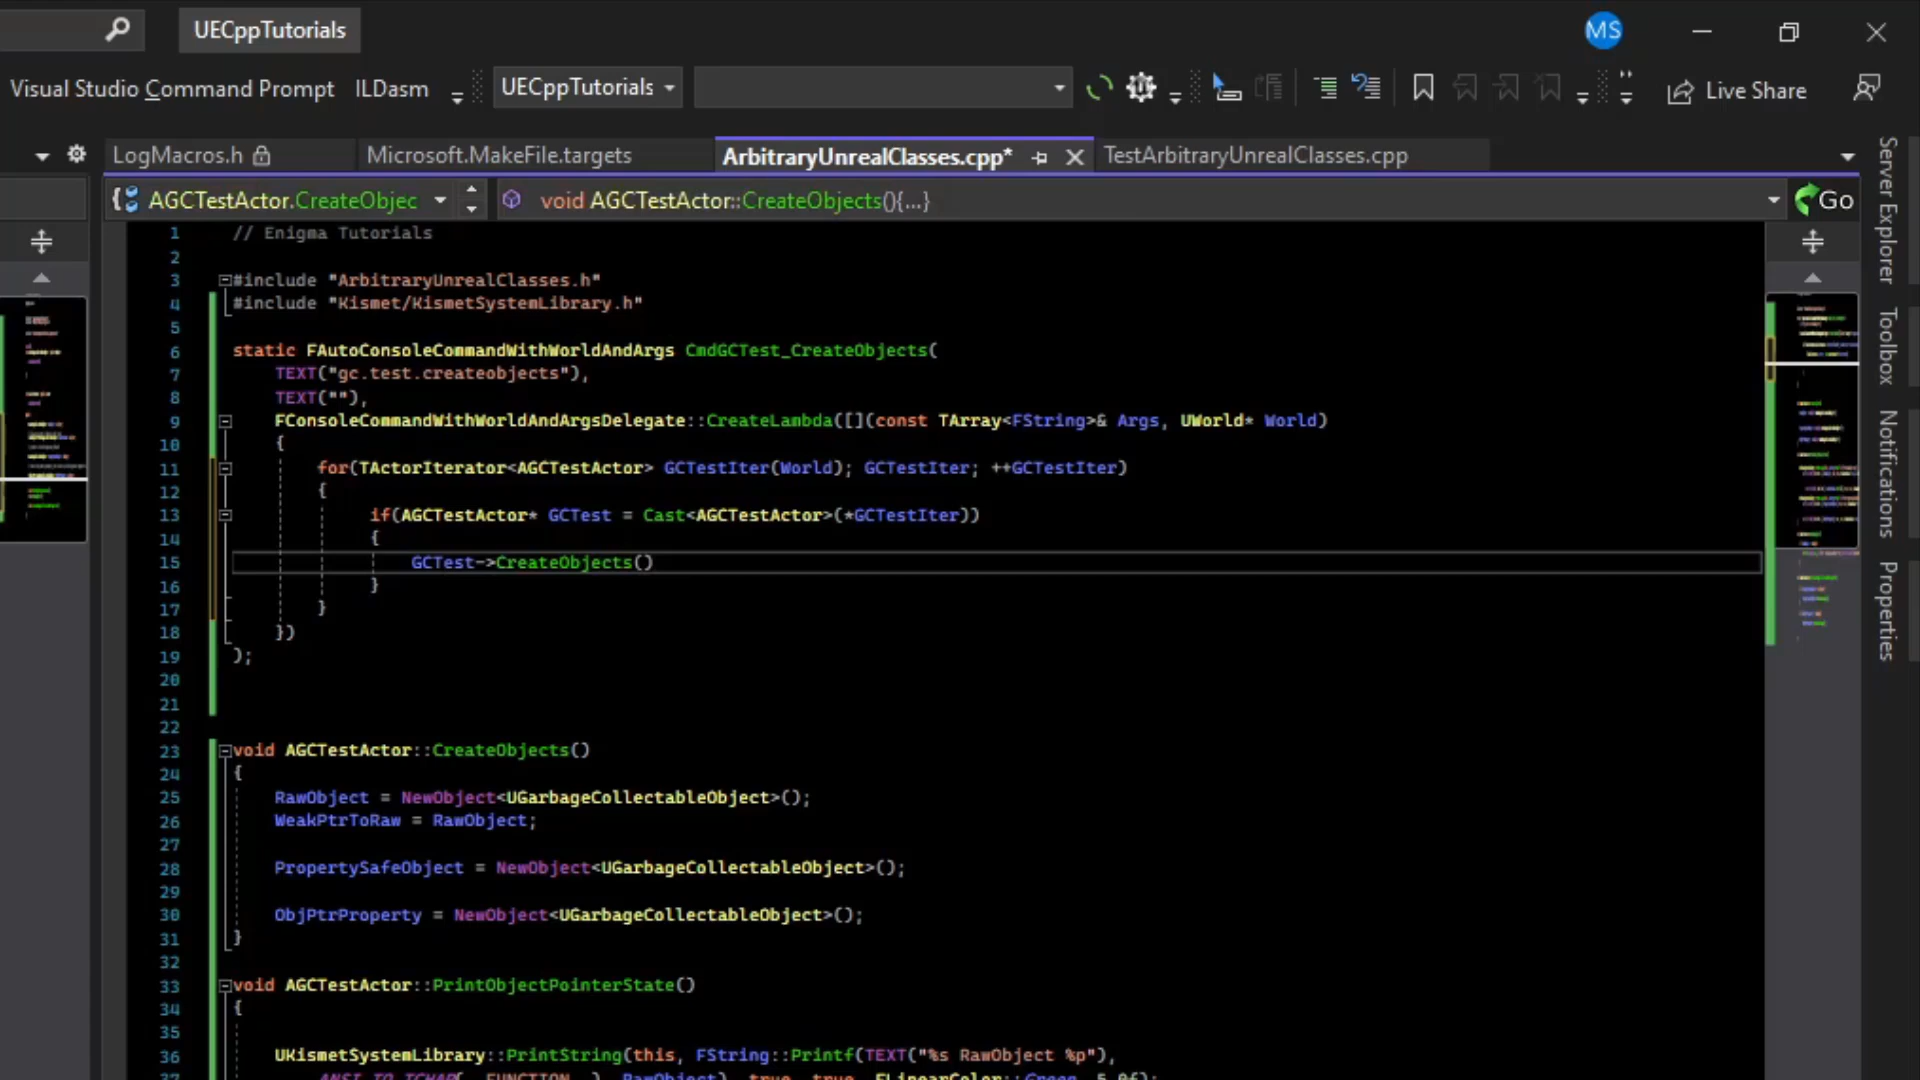 UECppTutorials
MS
Visual Studio Command Prompt ILDasm UECppTutorials Live Share
LogMacros.h Microsoft.MakeFile.targets ArbitraryUnrealClasses.cpp* TestArbitraryUnrealClasses.cpp
AGCTestActor.CreateObjec void AGCTestActor::CreateObjects(){...} Go
1 // Enigma Tutorials
2
3 #include "ArbitraryUnrealClasses.h"
4 #include "Kismet/KismetSystemLibrary.h"
5
6 static FAutoConsoleCommandWithWorldAndArgs CmdGCTest_CreateObjects(
7 TEXT("gc.test.createobjects"),
8 TEXT(""),
9 FConsoleCommandWithWorldAndArgsDelegate::CreateLambda([](const TArray<FString>& Args, UWorld* World)
10 {
11 for(TActorIterator<AGCTestActor> GCTestIter(World); GCTestIter; ++GCTestIter)
12 {
13 if(AGCTestActor* GCTest = Cast<AGCTestActor>(*GCTestIter))
14 {
15 GCTest->CreateObjects()
16 }
17 }
18 })
19 );
20
21
22
23 void AGCTestActor::CreateObjects()
24 {
25 RawObject = NewObject<UGarbageCollectableObject>();
26 WeakPtrToRaw = RawObject;
27
28 PropertySafeObject = NewObject<UGarbageCollectableObject>();
29
30 ObjPtrProperty = NewObject<UGarbageCollectableObject>();
31 }
32
33 void AGCTestActor::PrintObjectPointerState()
34 {
35
36 UKismetSystemLibrary::PrintString(this, FString::Printf(TEXT("%s RawObject %p"),
Server Explorer
Toolbox
Notifications
Properties